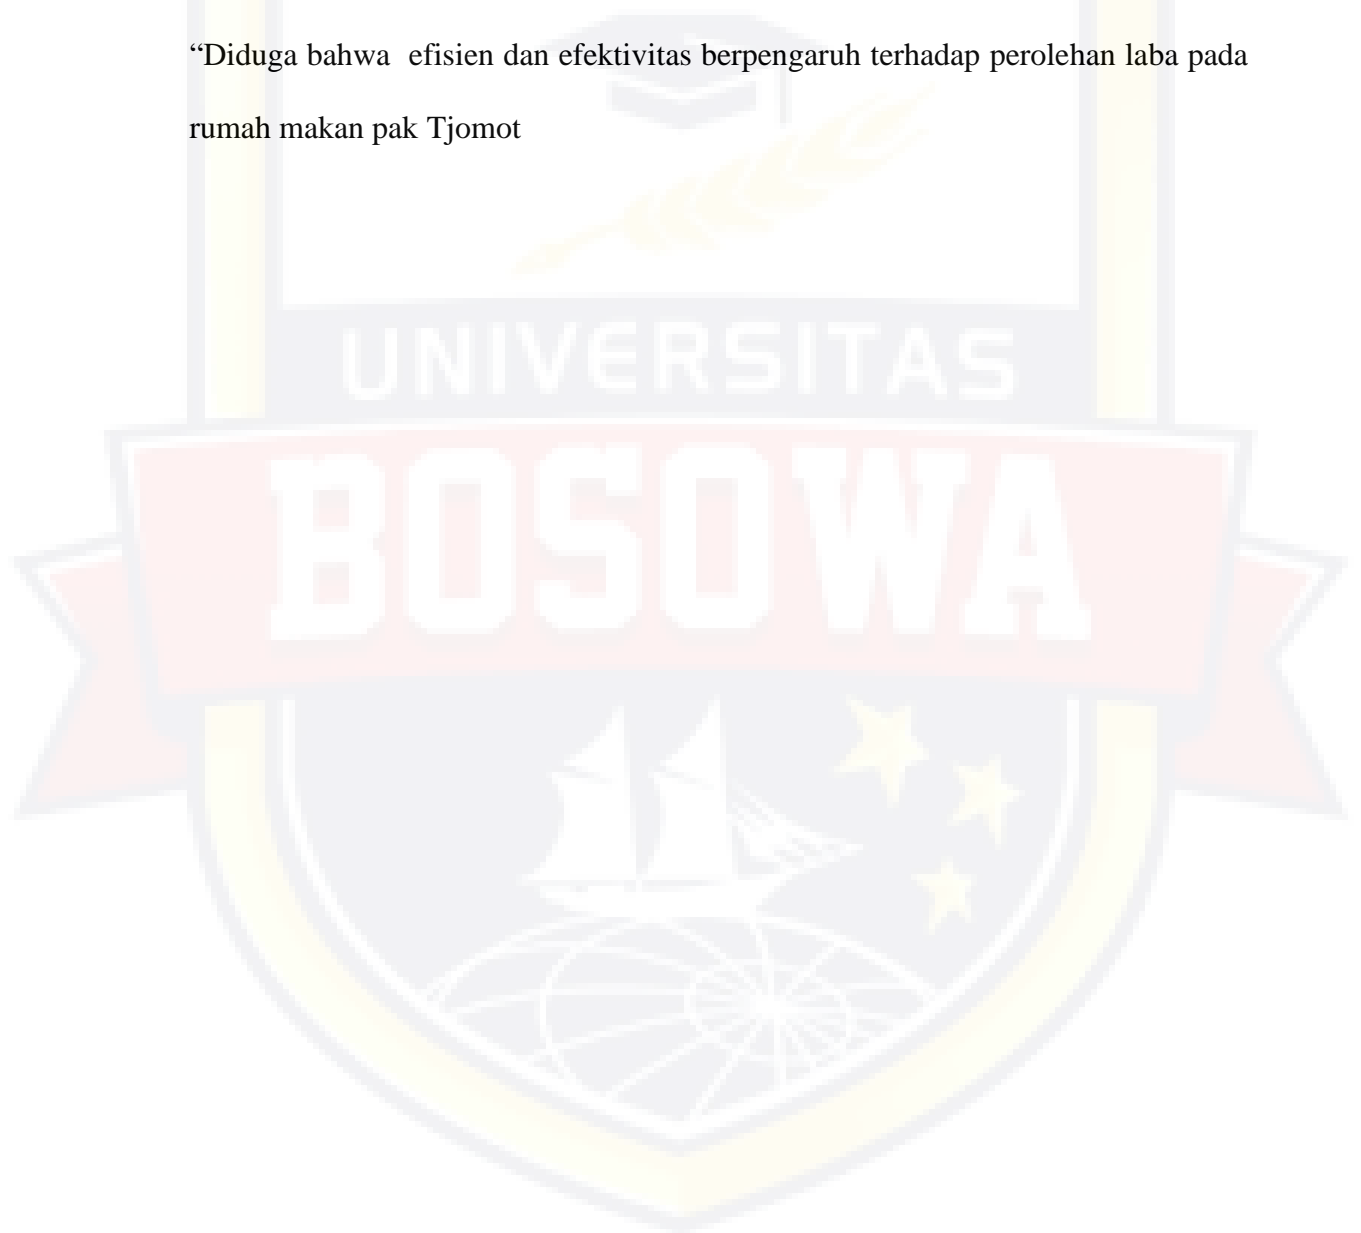 “Diduga bahwa  efisien dan efektivitas berpengaruh terhadap perolehan laba pada
rumah makan pak Tjomot
UNIVERSITAS
BOSOWA